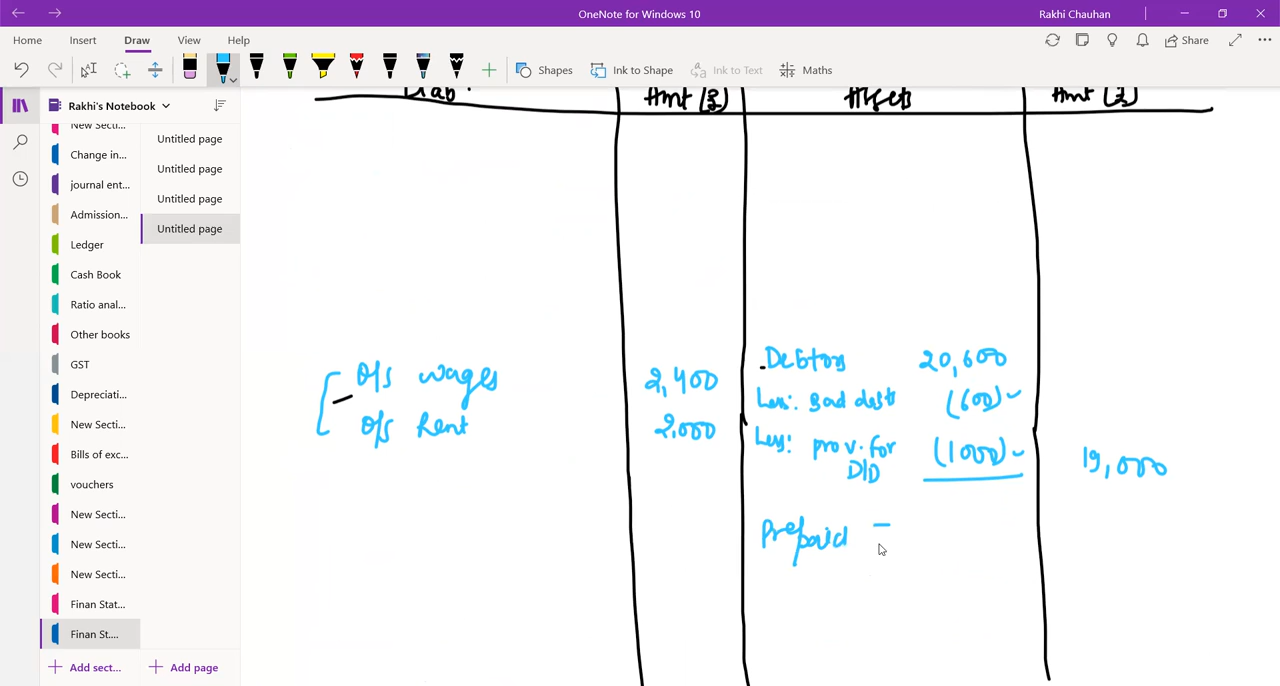 OneNote for Windows 10
Rakhi Chauhan
Home Insert Draw View Help
Share
Shapes Ink to Shape Ink to Text Maths
Rakhi's Notebook
New Secti...
Change in...
journal ent...
Admission...
Ledger
Cash Book
Ratio anal...
Other books
GST
Depreciati...
New Secti...
Bills of exc...
vouchers
New Secti...
New Secti...
New Secti...
Finan Stat...
Finan St....
Add sect...
Untitled page
Untitled page
Untitled page
Untitled page
Add page
Liab. Amt (₹) Assets Amt (₹)
O/s wages 2,400
O/s Rent 2,000
Debtors 20,600
Less: Bad debt (600)
Less: prov. for (1000) 19,000
D/D
Prepaid